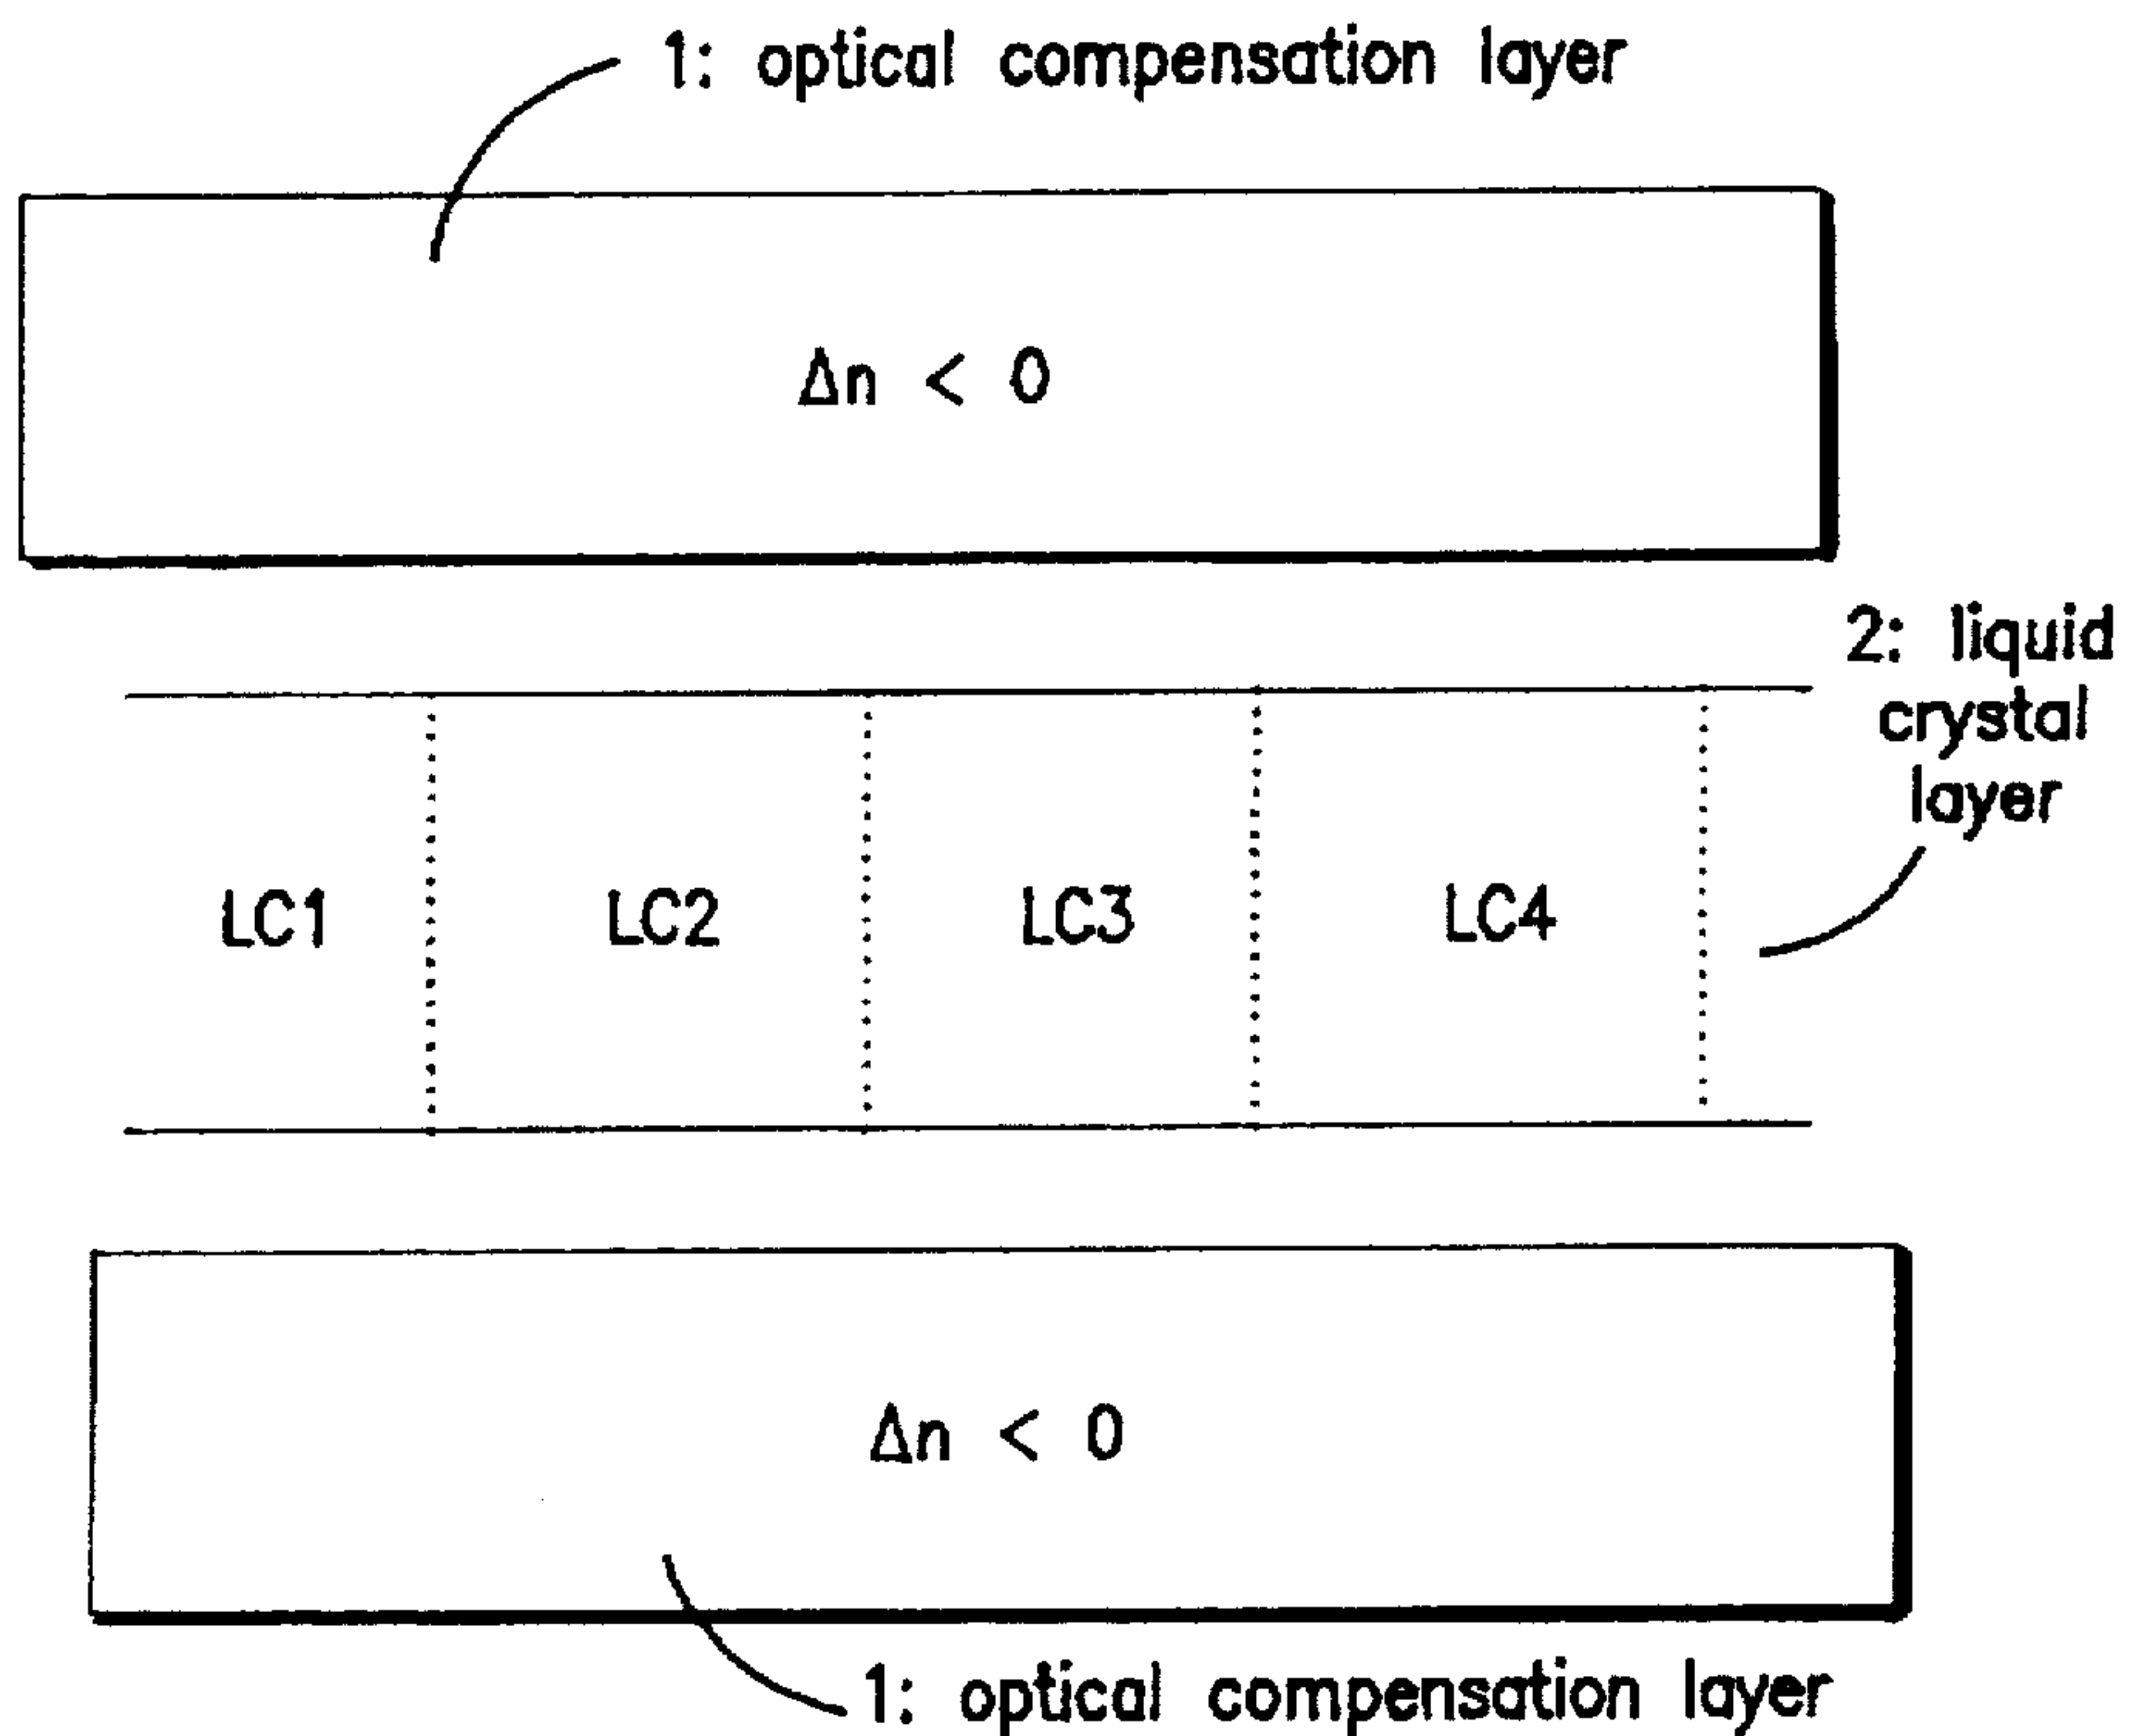 1: optical compensation layer
Δn < 0
2: liquid
crystal
layer
LC1 LC2 LC3 LC4
Δn < 0
1: optical compensation layer